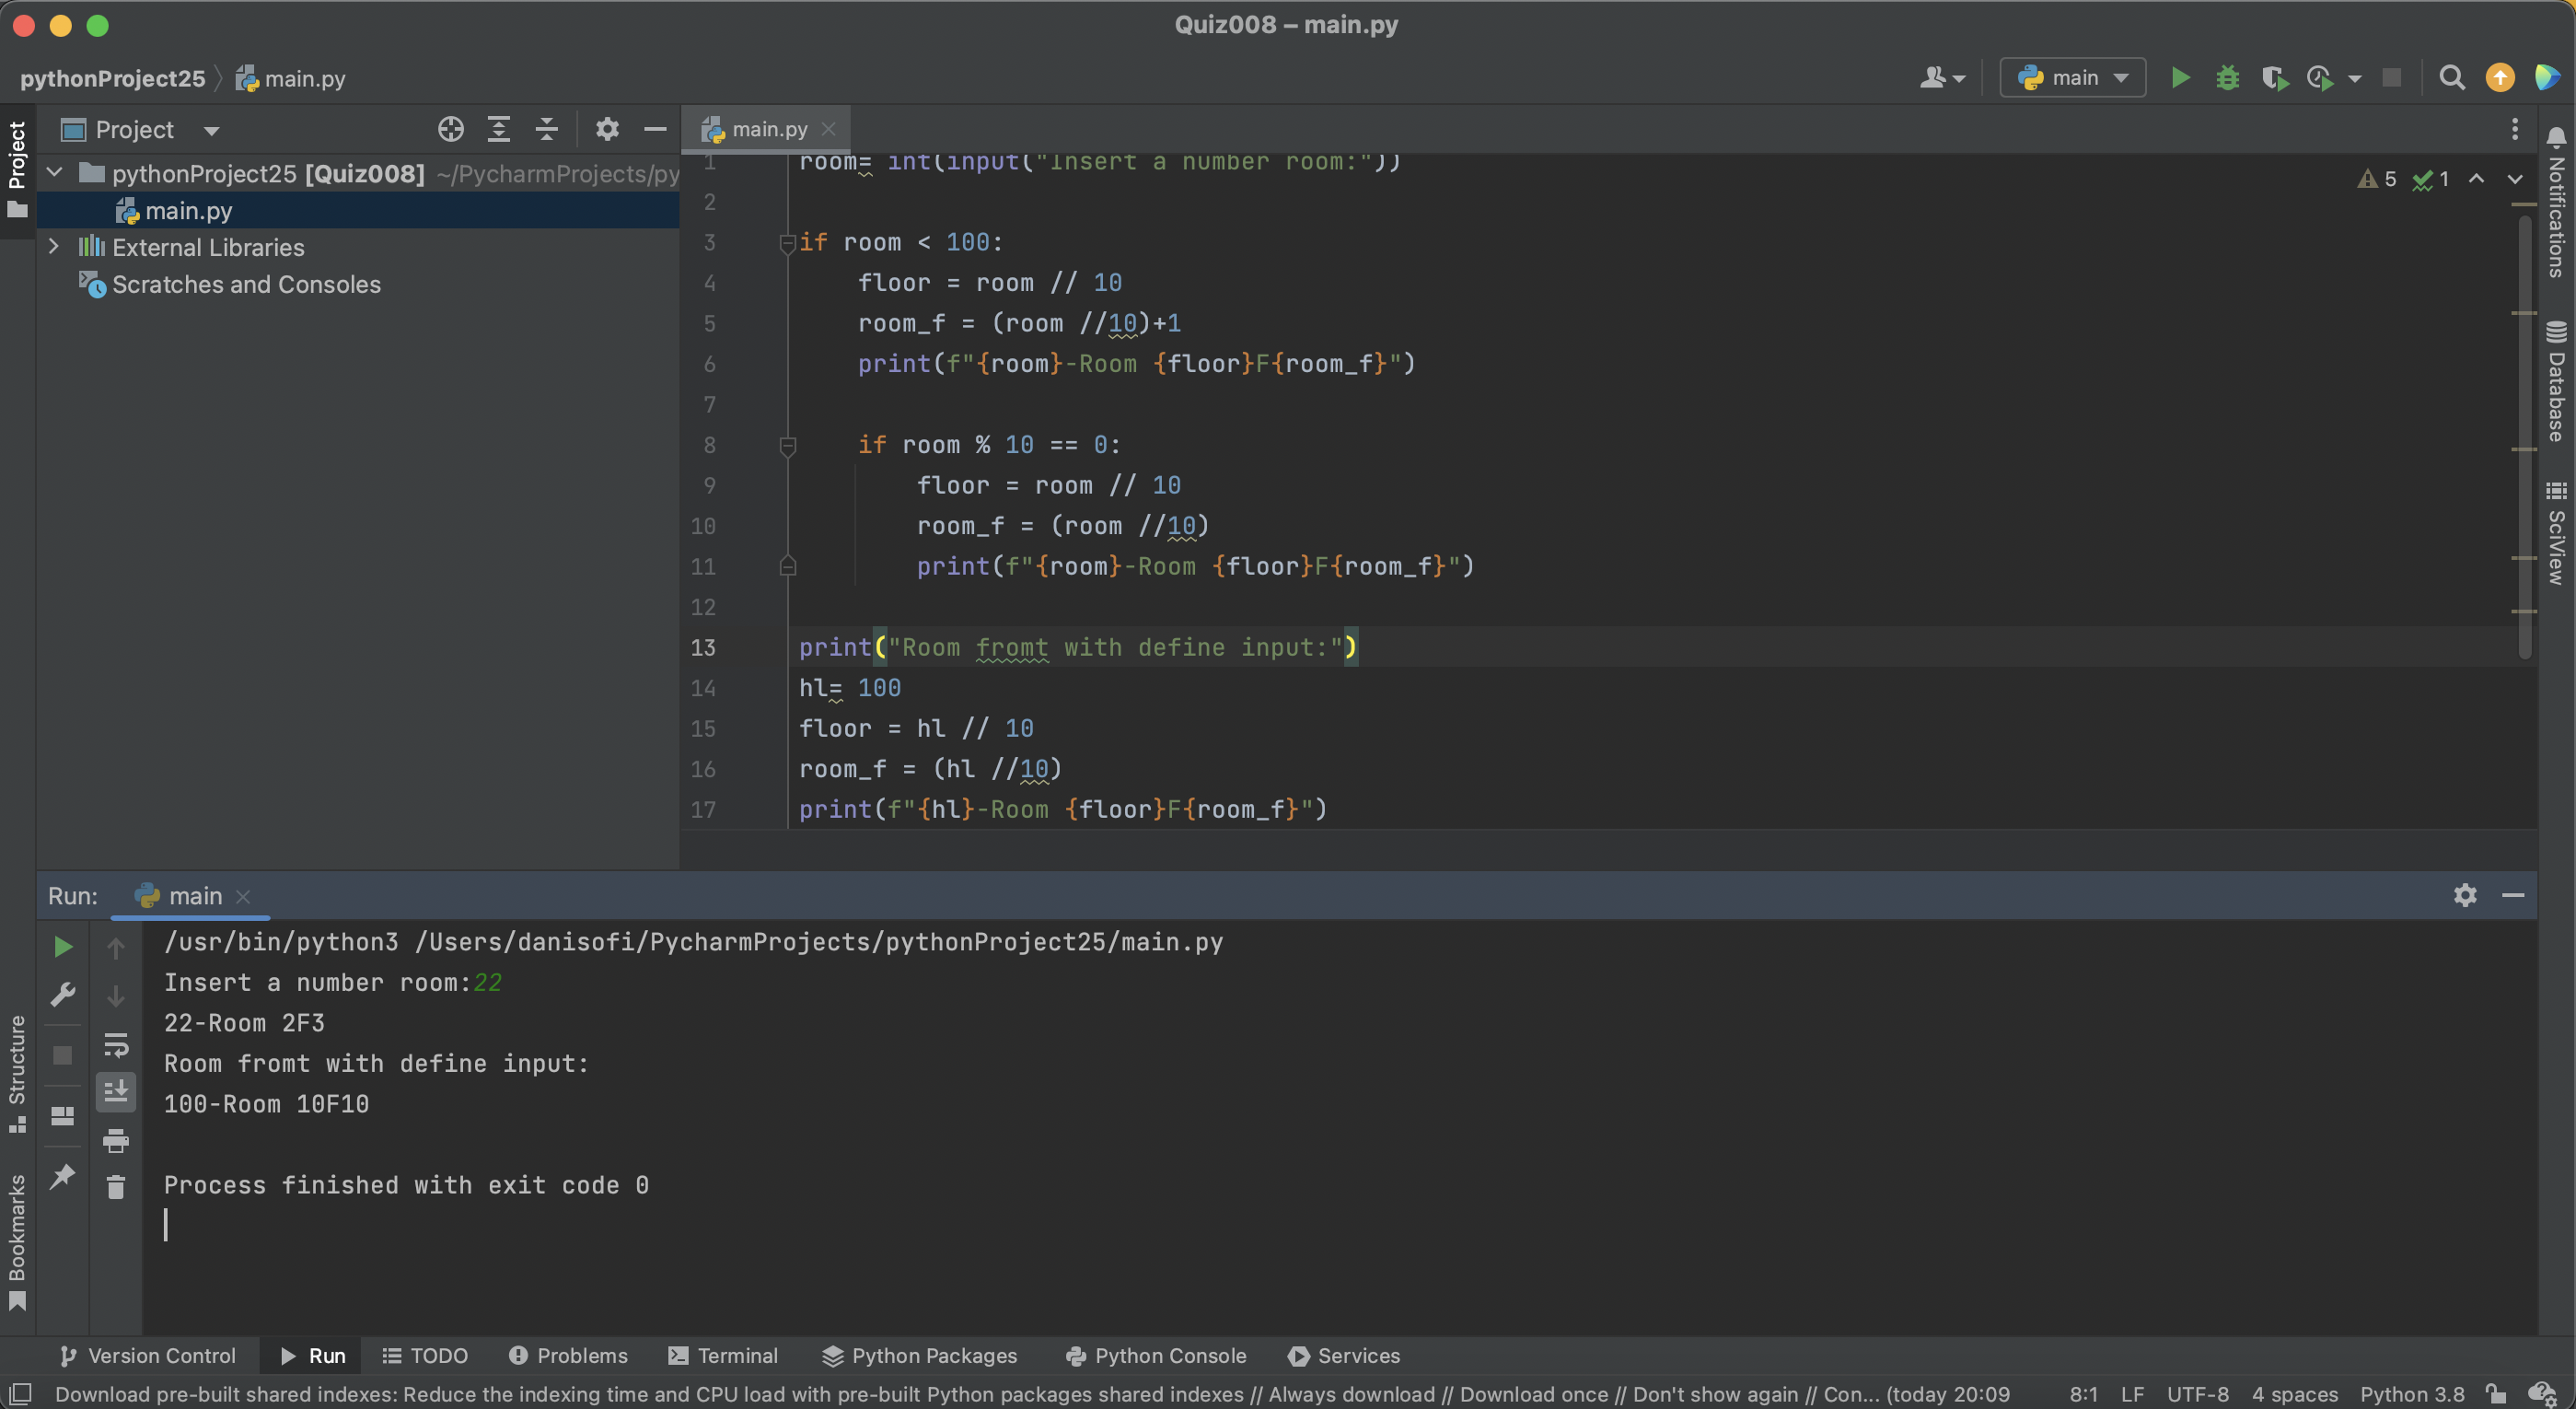 Quiz008 – main.py
pythonProject25 main.py
main
Project
Project
pythonProject25 [Quiz008] ~/PycharmProjects/py
main.py
External Libraries
Scratches and Consoles
main.py
5 1
1 room= int(input("Insert a number room:"))
2
3 if room < 100:
4 floor = room // 10
5 room_f = (room //10)+1
6 print(f"{room}-Room {floor}F{room_f}")
7
8 if room % 10 == 0:
9 floor = room // 10
10 room_f = (room //10)
11 print(f"{room}-Room {floor}F{room_f}")
12
13 print("Room fromt with define input:")
14 hl= 100
15 floor = hl // 10
16 room_f = (hl //10)
17 print(f"{hl}-Room {floor}F{room_f}")
Notifications
Database
SciView
Run: main
/usr/bin/python3 /Users/danisofi/PycharmProjects/pythonProject25/main.py
Insert a number room:22
22-Room 2F3
Room fromt with define input:
100-Room 10F10
Process finished with exit code 0
Structure
Bookmarks
Version Control Run TODO Problems Terminal Python Packages Python Console Services
Download pre-built shared indexes: Reduce the indexing time and CPU load with pre-built Python packages shared indexes // Always download // Download once // Don't show again // Con... (today 20:09 8:1 LF UTF-8 4 spaces Python 3.8